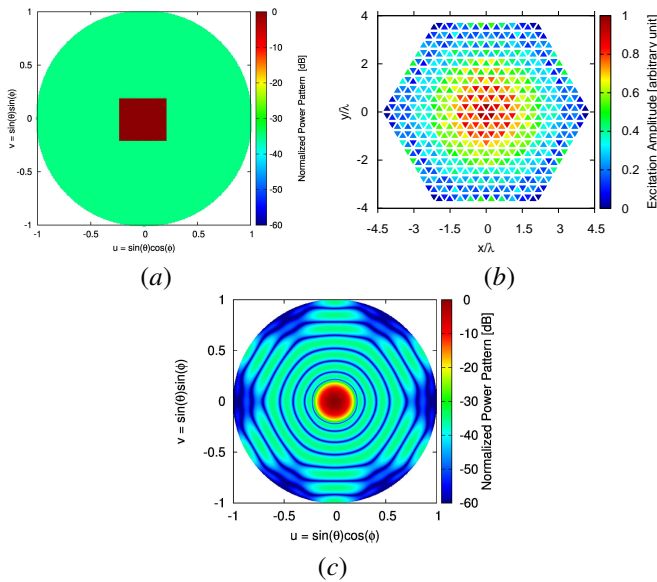 1
0.5
0
-0.5
-1
-1 -0.5 0 0.5 1
v = sin(θ)sin(ϕ)
u = sin(θ)cos(ϕ)
0
-10
-20
-30
-40
-50
-60
Normalized Power Pattern [dB]
(a)
4
2
0
-2
-4
-4.5 -3 -1.5 0 1.5 3 4.5
y/λ
x/λ
1
0.8
0.6
0.4
0.2
0
Excitation Amplitude [arbitrary unit]
(b)
1
0.5
0
-0.5
-1
-1 -0.5 0 0.5 1
v = sin(θ)sin(ϕ)
u = sin(θ)cos(ϕ)
0
-10
-20
-30
-40
-50
-60
Normalized Power Pattern [dB]
(c)